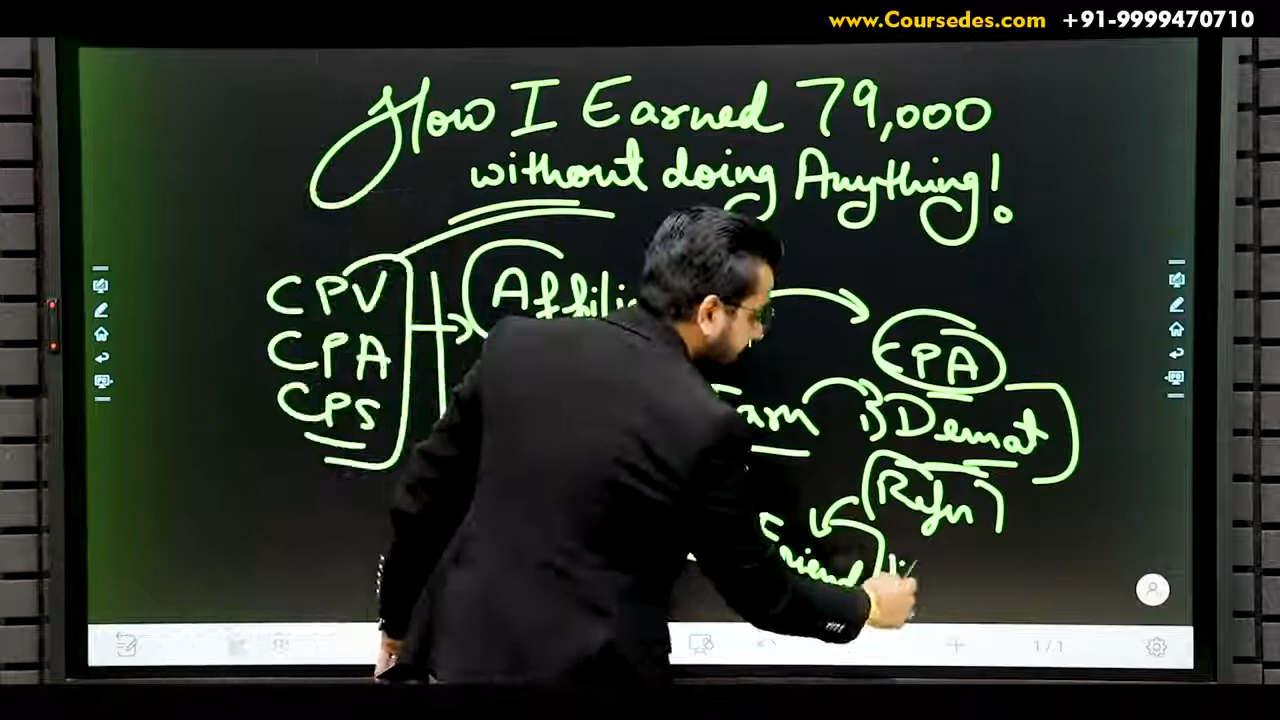 www.Coursedes.com +91-9999470710
How I Earned 79,000
without doing Anything!
CPV
CPA
CPS
CPA
Demat
Refer
Friend
1/1